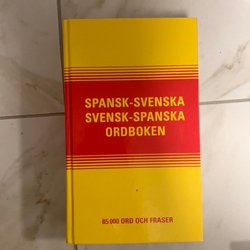 SPANSK-SVENSKA
SVENSK-SPANSKA
ORDBOKEN
85 000 ORD OCH FRASER